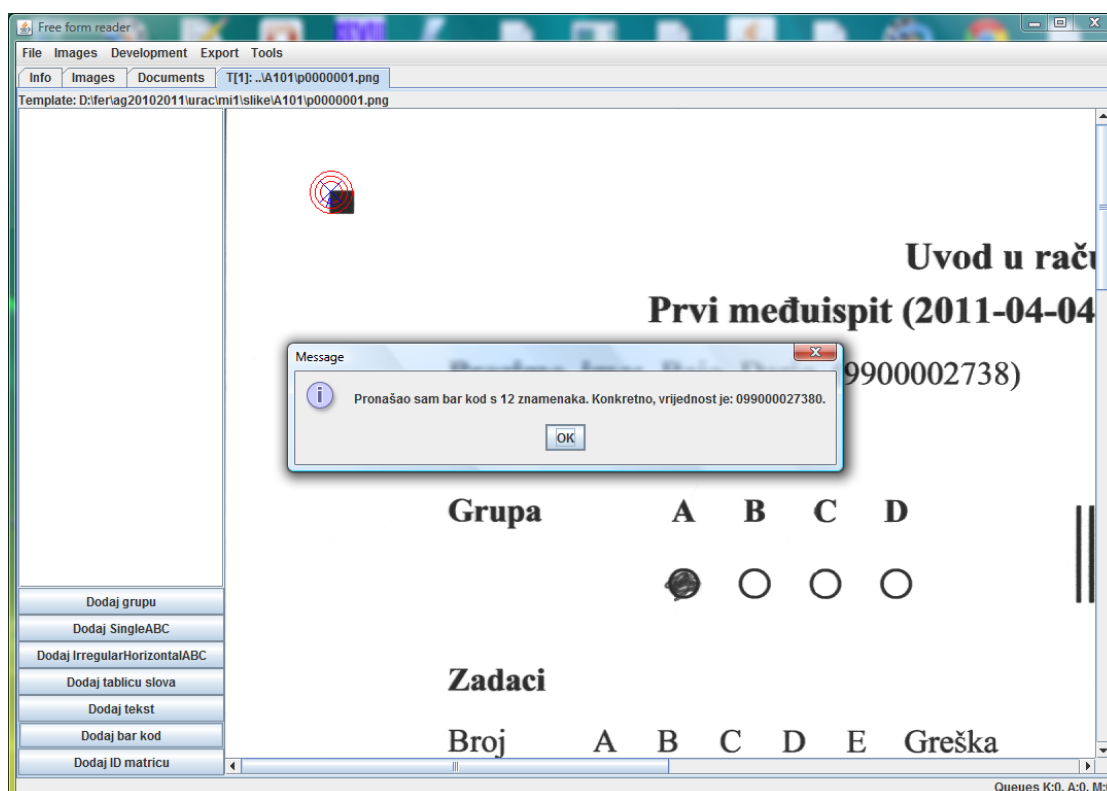 Free form reader
File Images Development Export Tools
Info Images Documents T[1]: ..\A101\p0000001.png
Template: D:\fer\ag20102011\urac\mi1\slike\A101\p0000001.png
Uvod u raču
Prvi međuispit (2011-04-04
9900002738)
Message
Pronašao sam bar kod s 12 znamenaka. Konkretno, vrijednost je: 099000027380.
OK
Grupa A B C D
Zadaci
Broj A B C D E Greška
Dodaj grupu
Dodaj SingleABC
Dodaj IrregularHorizontalABC
Dodaj tablicu slova
Dodaj tekst
Dodaj bar kod
Dodaj ID matricu
Queues K:0, A:0, M: